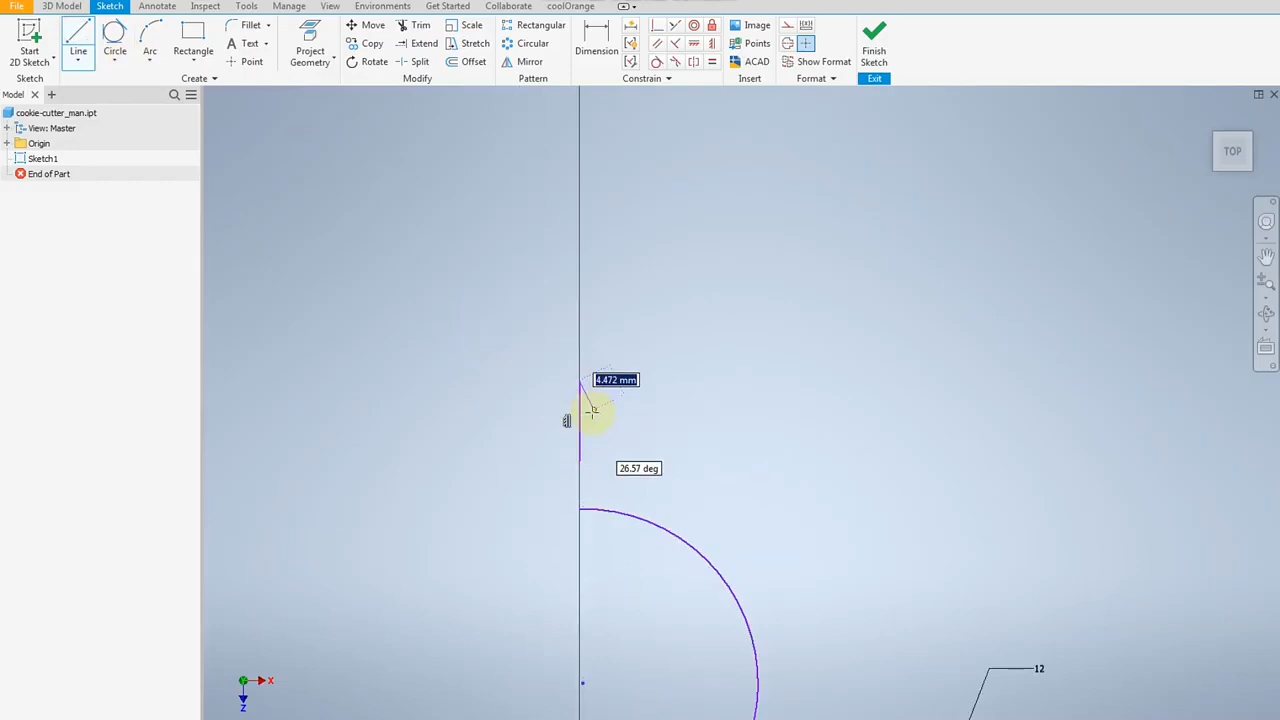 File 3D Model Sketch Annotate Inspect Tools Manage View Environments Get Started Collaborate coolOrange
Start
2D Sketch
Line
Circle
Arc
Rectangle
Fillet
Text
Point
Project
Geometry
Move
Copy
Rotate
Trim
Extend
Split
Scale
Stretch
Offset
Rectangular
Circular
Mirror
Dimension
Image
Points
ACAD
Show Format
Finish
Sketch
Sketch Create Modify Pattern Constrain Insert Format Exit
Model
cookie-cutter_man.ipt
View: Master
Origin
Sketch1
End of Part
TOP
4.472 mm
26.57 deg
12
X
Z